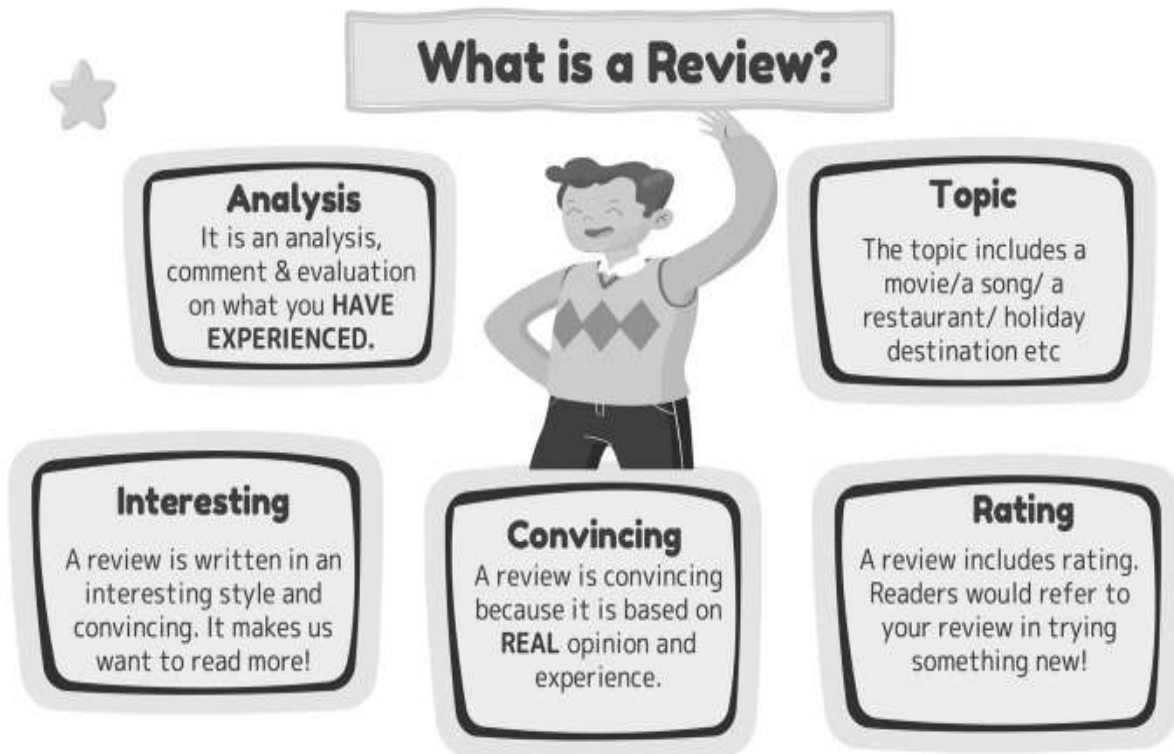 What is a Review?
Analysis
It is an analysis,
comment & evaluation
on what you HAVE
EXPERIENCED.
Topic
The topic includes a
movie/a song/ a
restaurant/ holiday
destination etc
Interesting
A review is written in an
interesting style and
convincing. It makes us
want to read more!
Convincing
A review is convincing
because it is based on
REAL opinion and
experience.
Rating
A review includes rating.
Readers would refer to
your review in trying
something new!